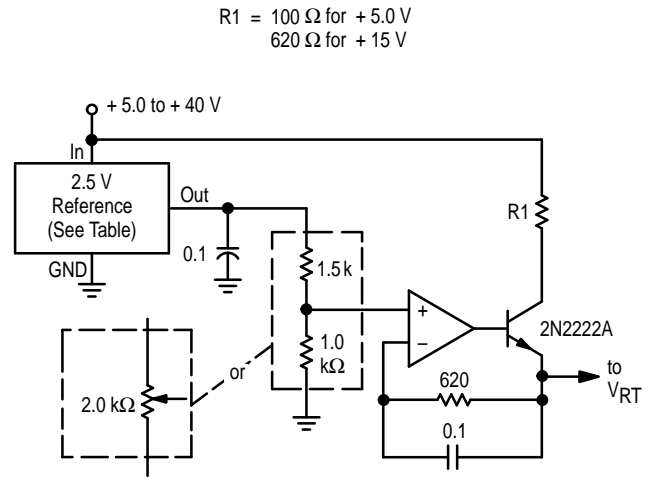 R1 = 100 Ω for + 5.0 V
620 Ω for + 15 V
+ 5.0 to + 40 V
In
2.5 V
Reference
(See Table)
Out
GND
0.1
1.5 k
1.0
kΩ
or
2.0 kΩ
+
–
R1
2N2222A
to
VRT
620
0.1